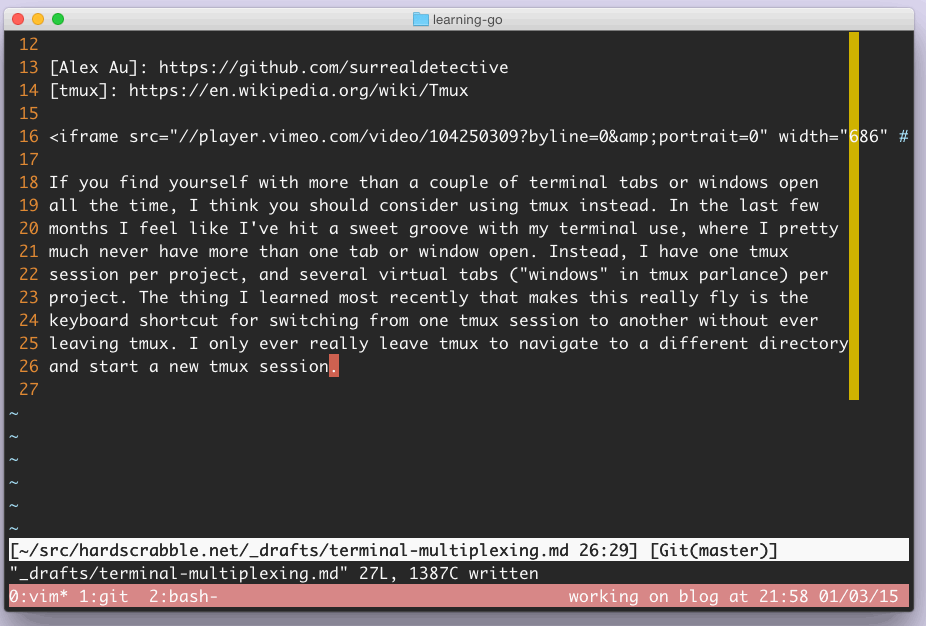 learning-go
12
13 [Alex Au]: https://github.com/surrealdetective
14 [tmux]: https://en.wikipedia.org/wiki/Tmux
15
16 <iframe src="//player.vimeo.com/video/104250309?byline=0&amp;portrait=0" width="686" #
17
18 If you find yourself with more than a couple of terminal tabs or windows open
19 all the time, I think you should consider using tmux instead. In the last few
20 months I feel like I've hit a sweet groove with my terminal use, where I pretty
21 much never have more than one tab or window open. Instead, I have one tmux
22 session per project, and several virtual tabs ("windows" in tmux parlance) per
23 project. The thing I learned most recently that makes this really fly is the
24 keyboard shortcut for switching from one tmux session to another without ever
25 leaving tmux. I only ever really leave tmux to navigate to a different directory
26 and start a new tmux session.
27
~
~
~
~
~
~
[~/src/hardscrabble.net/_drafts/terminal-multiplexing.md 26:29] [Git(master)]
"_drafts/terminal-multiplexing.md" 27L, 1387C written
0:vim* 1:git  2:bash- working on blog at 21:58 01/03/15